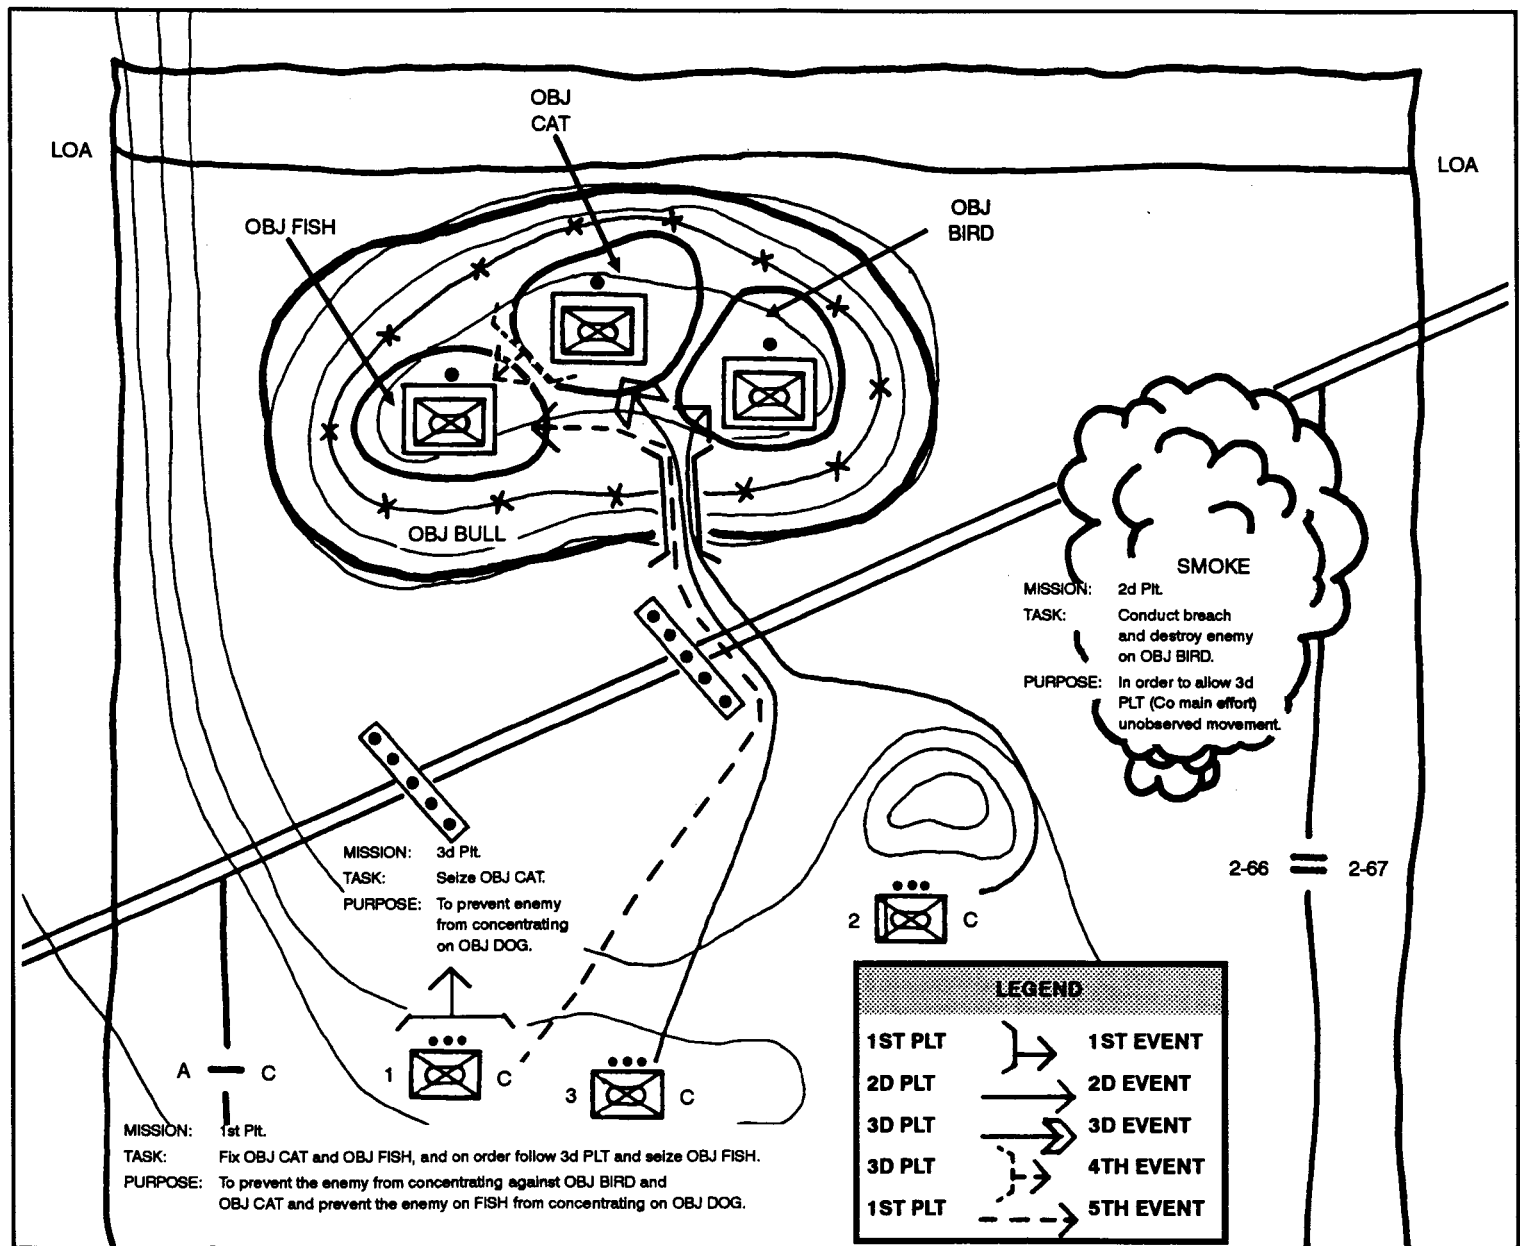 OBJ
CAT
LOA
LOA
OBJ FISH
OBJ
BIRD
OBJ BULL
SMOKE
MISSION: 2d Plt.
TASK: Conduct breach
and destroy enemy
on OBJ BIRD.
PURPOSE: In order to allow 3d
PLT (Co main effort)
unobserved movement.
MISSION: 3d Plt.
TASK: Seize OBJ CAT.
PURPOSE: To prevent enemy
from concentrating
on OBJ DOG.
2-66 2-67
2 C
1 C
3 C
A C
MISSION: 1st Plt.
TASK: Fix OBJ CAT and OBJ FISH, and on order follow 3d PLT and seize OBJ FISH.
PURPOSE: To prevent the enemy from concentrating against OBJ BIRD and
OBJ CAT and prevent the enemy on FISH from concentrating on OBJ DOG.
LEGEND
1ST PLT 1ST EVENT
2D PLT 2D EVENT
3D PLT 3D EVENT
3D PLT 4TH EVENT
1ST PLT 5TH EVENT